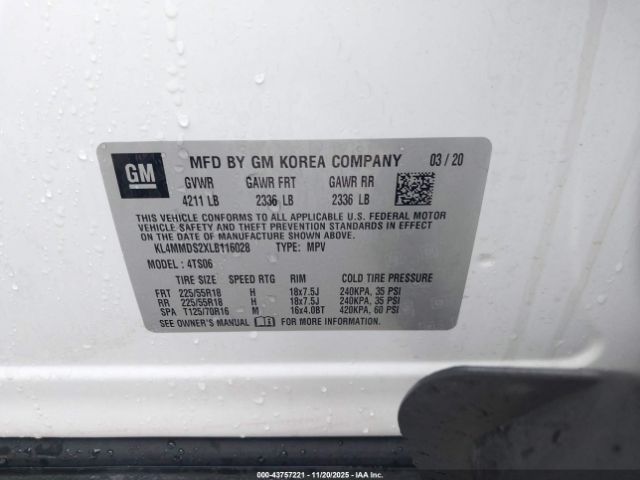 GM MFD BY GM KOREA COMPANY 03/20
GVWR GAWR FRT GAWR RR
4211 LB 2336 LB 2336 LB
THIS VEHICLE CONFORMS TO ALL APPLICABLE U.S. FEDERAL MOTOR
VEHICLE SAFETY AND THEFT PREVENTION STANDARDS IN EFFECT
ON THE DATE OF MANUFACTURE SHOWN ABOVE.
KL4MMDS2XLB116028 TYPE: MPV
MODEL: 4TS06
TIRE SIZE SPEED RTG RIM COLD TIRE PRESSURE
FRT 225/55R18 H 18x7.5J 240KPA, 35 PSI
RR 225/55R18 H 18x7.5J 240KPA, 35 PSI
SPA T125/70R16 M 16x4.0BT 420KPA, 60 PSI
SEE OWNER'S MANUAL FOR MORE INFORMATION.
000-43757221 - 11/20/2025 - IAA Inc.